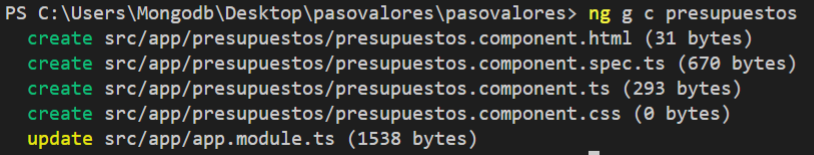 PS C:\Users\Mongodb\Desktop\pasovalores\pasovalores> ng g c presupuestos
create src/app/presupuestos/presupuestos.component.html (31 bytes)
create src/app/presupuestos/presupuestos.component.spec.ts (670 bytes)
create src/app/presupuestos/presupuestos.component.ts (293 bytes)
create src/app/presupuestos/presupuestos.component.css (0 bytes)
update src/app/app.module.ts (1538 bytes)